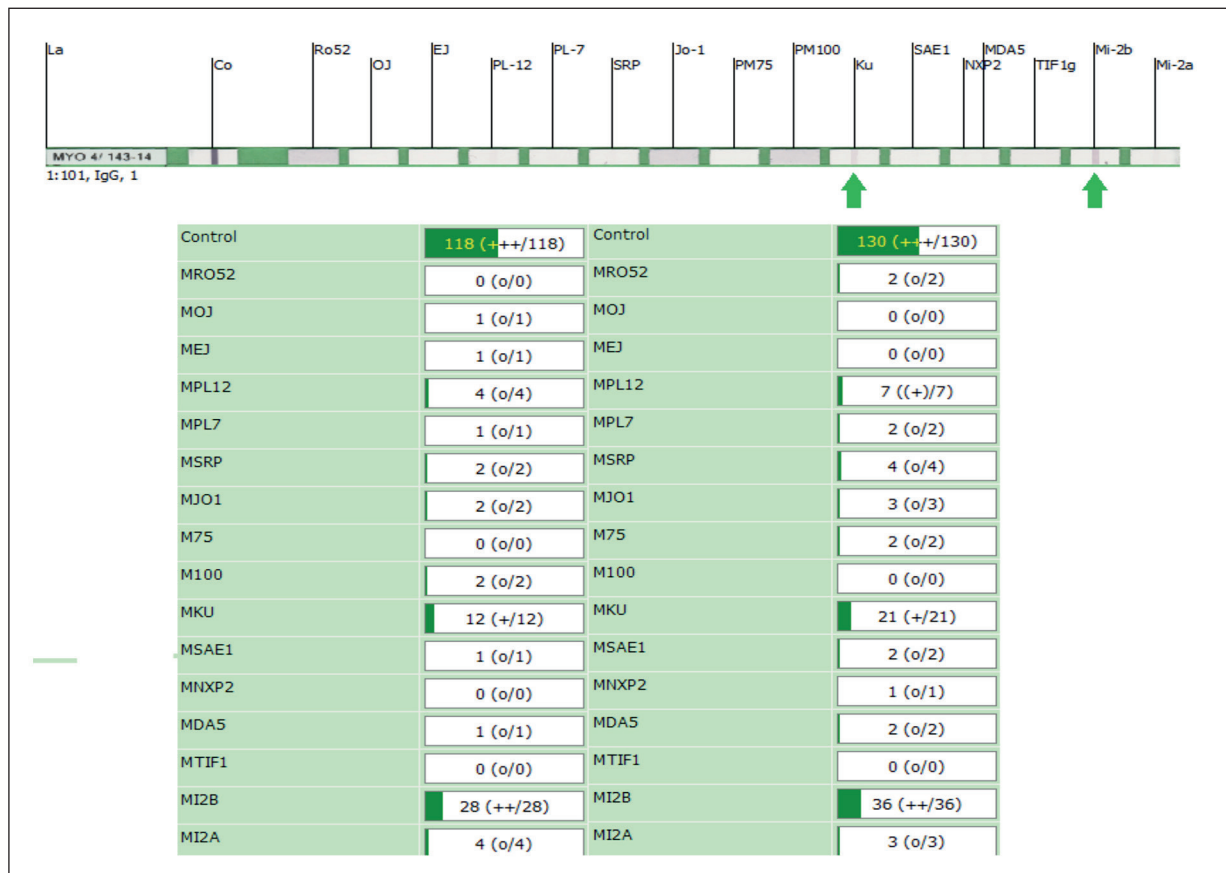 La Ro52 EJ PL-7 Jo-1 PM100 SAE1 MDA5 Mi-2b
Co OJ PL-12 SRP PM75 Ku NXP2 TIF1g Mi-2a
MYO 4/ 143-14
1:101, IgG, 1
Control 118 (+++/118) Control 130 (+++/130)
MRO52 0 (o/0) MRO52 2 (o/2)
MOJ 1 (o/1) MOJ 0 (o/0)
MEJ 1 (o/1) MEJ 0 (o/0)
MPL12 4 (o/4) MPL12 7 ((+)/7)
MPL7 1 (o/1) MPL7 2 (o/2)
MSRP 2 (o/2) MSRP 4 (o/4)
MJO1 2 (o/2) MJO1 3 (o/3)
M75 0 (o/0) M75 2 (o/2)
M100 2 (o/2) M100 0 (o/0)
MKU 12 (+/12) MKU 21 (+/21)
MSAE1 1 (o/1) MSAE1 2 (o/2)
MNXP2 0 (o/0) MNXP2 1 (o/1)
MDA5 1 (o/1) MDA5 2 (o/2)
MTIF1 0 (o/0) MTIF1 0 (o/0)
MI2B 28 (++/28) MI2B 36 (++/36)
MI2A 4 (o/4) MI2A 3 (o/3)